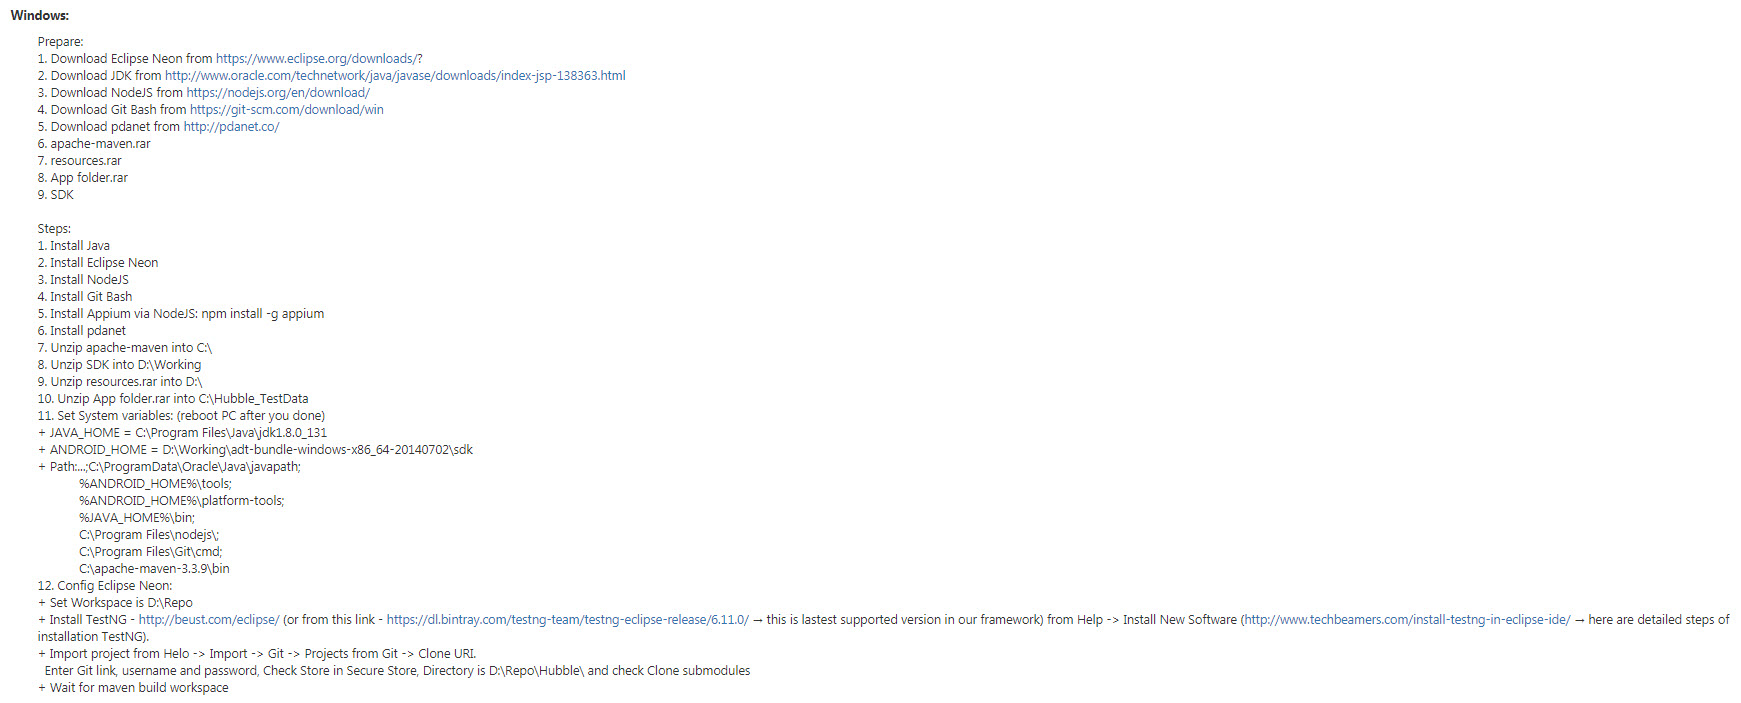 Windows:
Prepare:
1. Download Eclipse Neon from https://www.eclipse.org/downloads/?
2. Download JDK from http://www.oracle.com/technetwork/java/javase/downloads/index-jsp-138363.html
3. Download NodeJS from https://nodejs.org/en/download/
4. Download Git Bash from https://git-scm.com/download/win
5. Download pdanet from http://pdanet.co/
6. apache-maven.rar
7. resources.rar
8. App folder.rar
9. SDK
Steps:
1. Install Java
2. Install Eclipse Neon
3. Install NodeJS
4. Install Git Bash
5. Install Appium via NodeJS: npm install -g appium
6. Install pdanet
7. Unzip apache-maven into C:\
8. Unzip SDK into D:\Working
9. Unzip resources.rar into D:\
10. Unzip App folder.rar into C:\Hubble_TestData
11. Set System variables: (reboot PC after you done)
+ JAVA_HOME = C:\Program Files\Java\jdk1.8.0_131
+ ANDROID_HOME = D:\Working\adt-bundle-windows-x86_64-20140702\sdk
+ Path:...;C:\ProgramData\Oracle\Java\javapath;
%ANDROID_HOME%\tools;
%ANDROID_HOME%\platform-tools;
%JAVA_HOME%\bin;
C:\Program Files\nodejs\;
C:\Program Files\Git\cmd;
C:\apache-maven-3.3.9\bin
12. Config Eclipse Neon:
+ Set Workspace is D:\Repo
+ Install TestNG - http://beust.com/eclipse/ (or from this link - https://dl.bintray.com/testng-team/testng-eclipse-release/6.11.0/ → this is lastest supported version in our framework) from Help -> Install New Software (http://www.techbeamers.com/install-testng-in-eclipse-ide/ → here are detailed steps of
installation TestNG).
+ Import project from Helo -> Import -> Git -> Projects from Git -> Clone URI.
Enter Git link, username and password, Check Store in Secure Store, Directory is D:\Repo\Hubble\ and check Clone submodules
+ Wait for maven build workspace